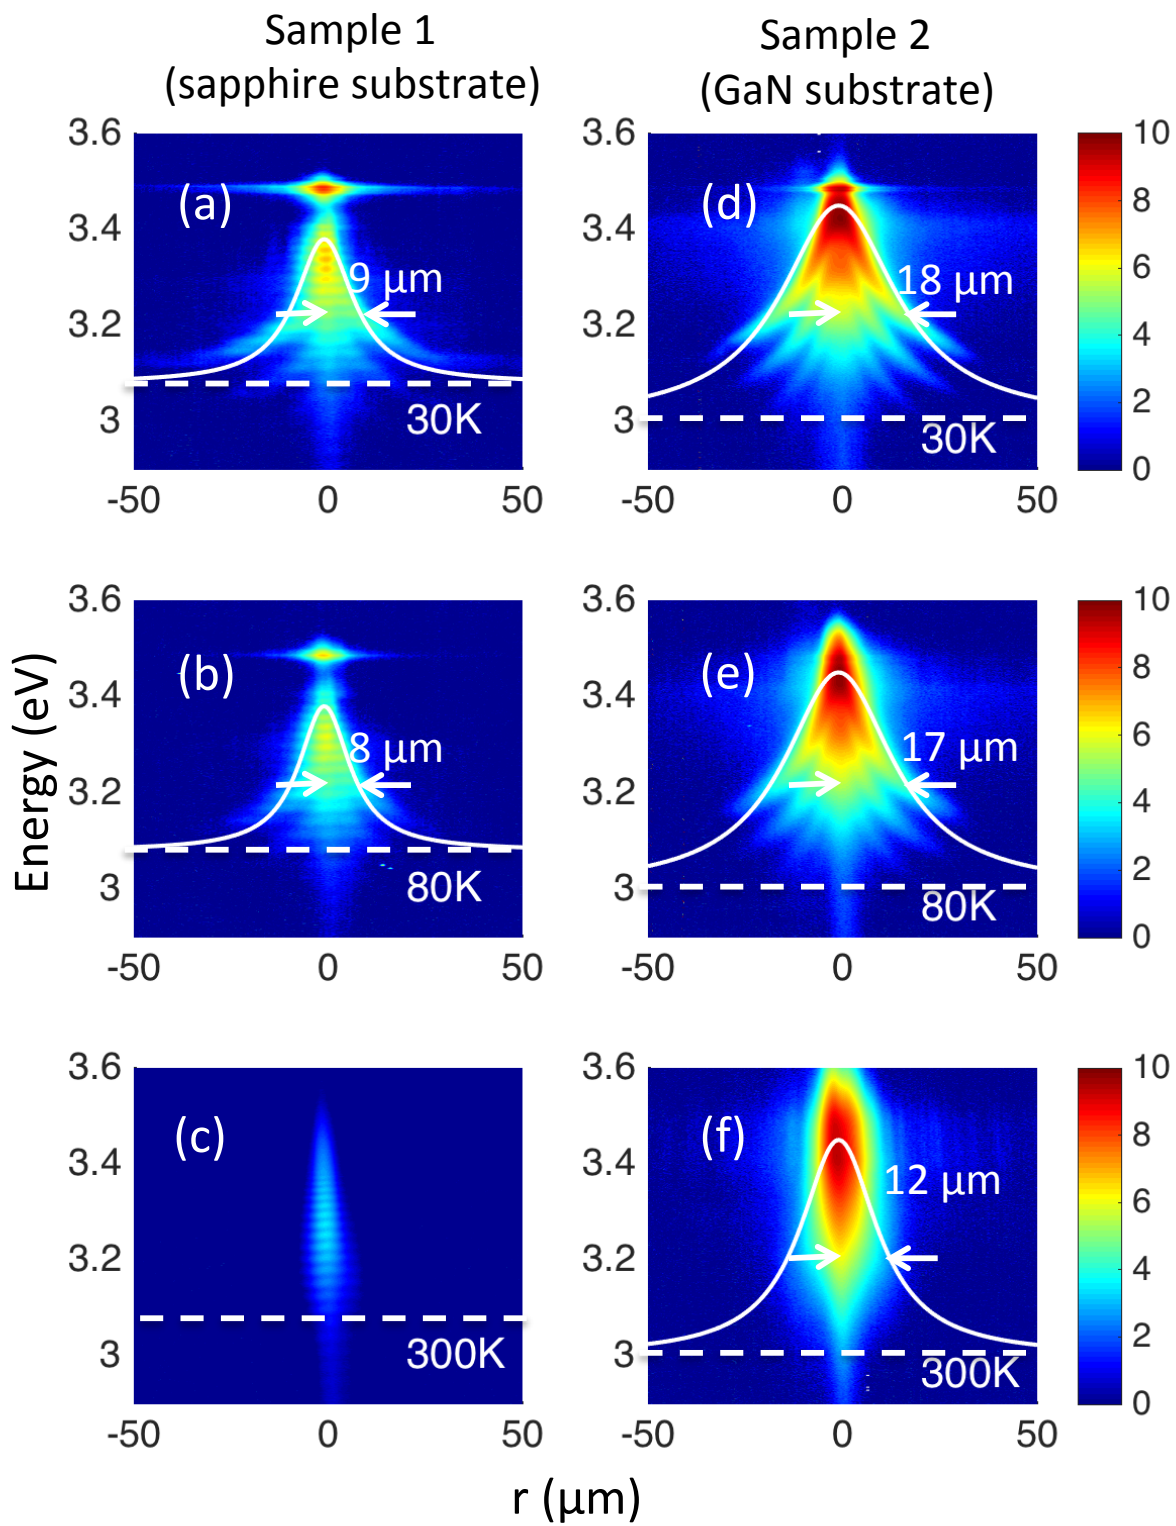 Sample 1
(sapphire substrate)
Sample 2
(GaN substrate)
3.6
3.4
3.2
3
(a)
9 μm
30K
-50
0
50
(d)
18 μm
30K
-50
0
50
10
8
6
4
2
0
Energy (eV)
3.6
3.4
3.2
3
(b)
8 μm
80K
-50
0
50
3.6
3.4
3.2
3
(e)
17 μm
80K
-50
0
50
10
8
6
4
2
0
3.6
3.4
3.2
3
(c)
300K
-50
0
50
3.6
3.4
3.2
3
(f)
12 μm
300K
-50
0
50
10
8
6
4
2
0
r (μm)
3.6
3.4
3.2
3